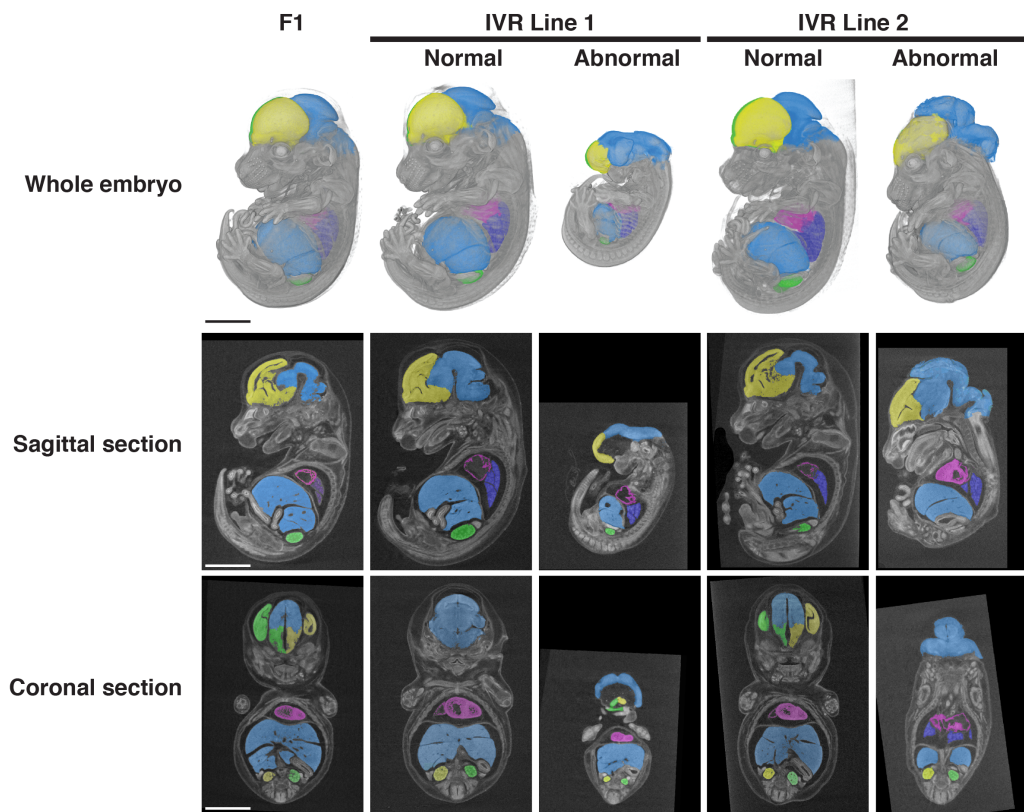 F1 IVR Line 1 IVR Line 2
Normal Abnormal Normal Abnormal
Whole embryo
Sagittal section
Coronal section